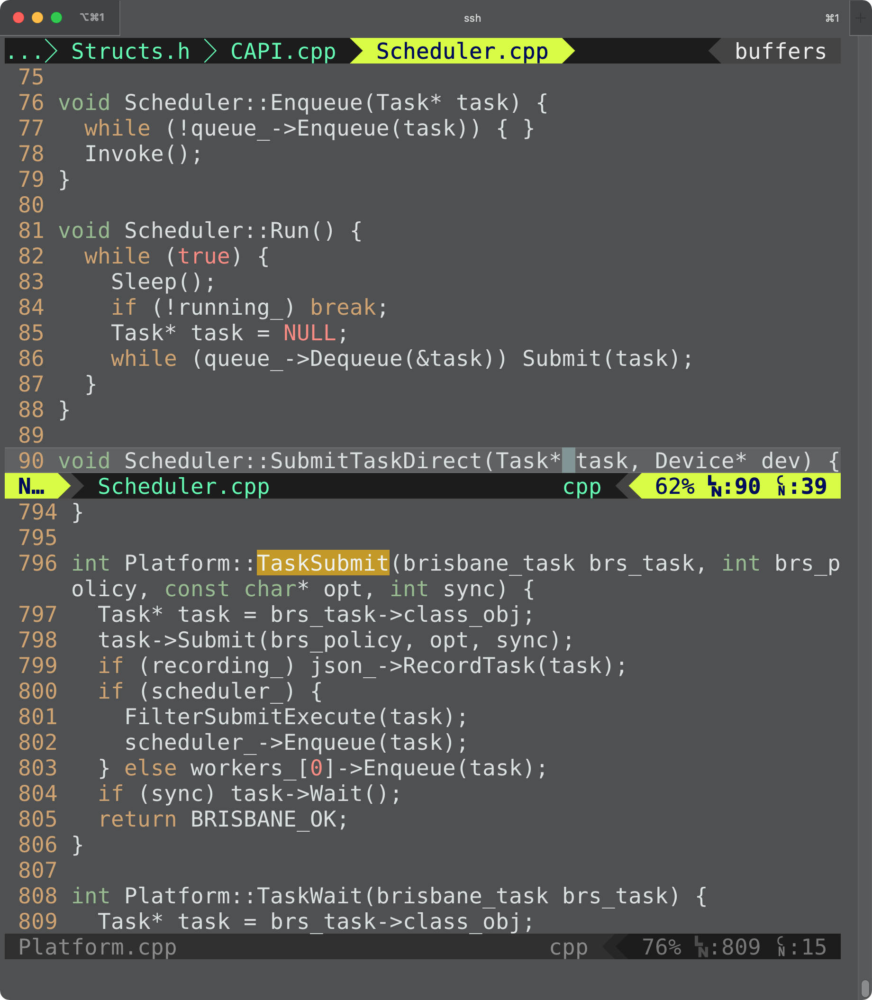 ⌥⌘1 ssh ⌘1
... Structs.h CAPI.cpp Scheduler.cpp buffers
75
76 void Scheduler::Enqueue(Task* task) {
77   while (!queue_->Enqueue(task)) { }
78   Invoke();
79 }
80
81 void Scheduler::Run() {
82   while (true) {
83     Sleep();
84     if (!running_) break;
85     Task* task = NULL;
86     while (queue_->Dequeue(&task)) Submit(task);
87   }
88 }
89
90 void Scheduler::SubmitTaskDirect(Task* task, Device* dev) {
N… Scheduler.cpp cpp 62% ␤:90 ␤:39
794 }
795
796 int Platform::TaskSubmit(brisbane_task brs_task, int brs_p
olicy, const char* opt, int sync) {
797   Task* task = brs_task->class_obj;
798   task->Submit(brs_policy, opt, sync);
799   if (recording_) json_->RecordTask(task);
800   if (scheduler_) {
801     FilterSubmitExecute(task);
802     scheduler_->Enqueue(task);
803   } else workers_[0]->Enqueue(task);
804   if (sync) task->Wait();
805   return BRISBANE_OK;
806 }
807
808 int Platform::TaskWait(brisbane_task brs_task) {
809   Task* task = brs_task->class_obj;
Platform.cpp cpp 76% LN:809 CN:15